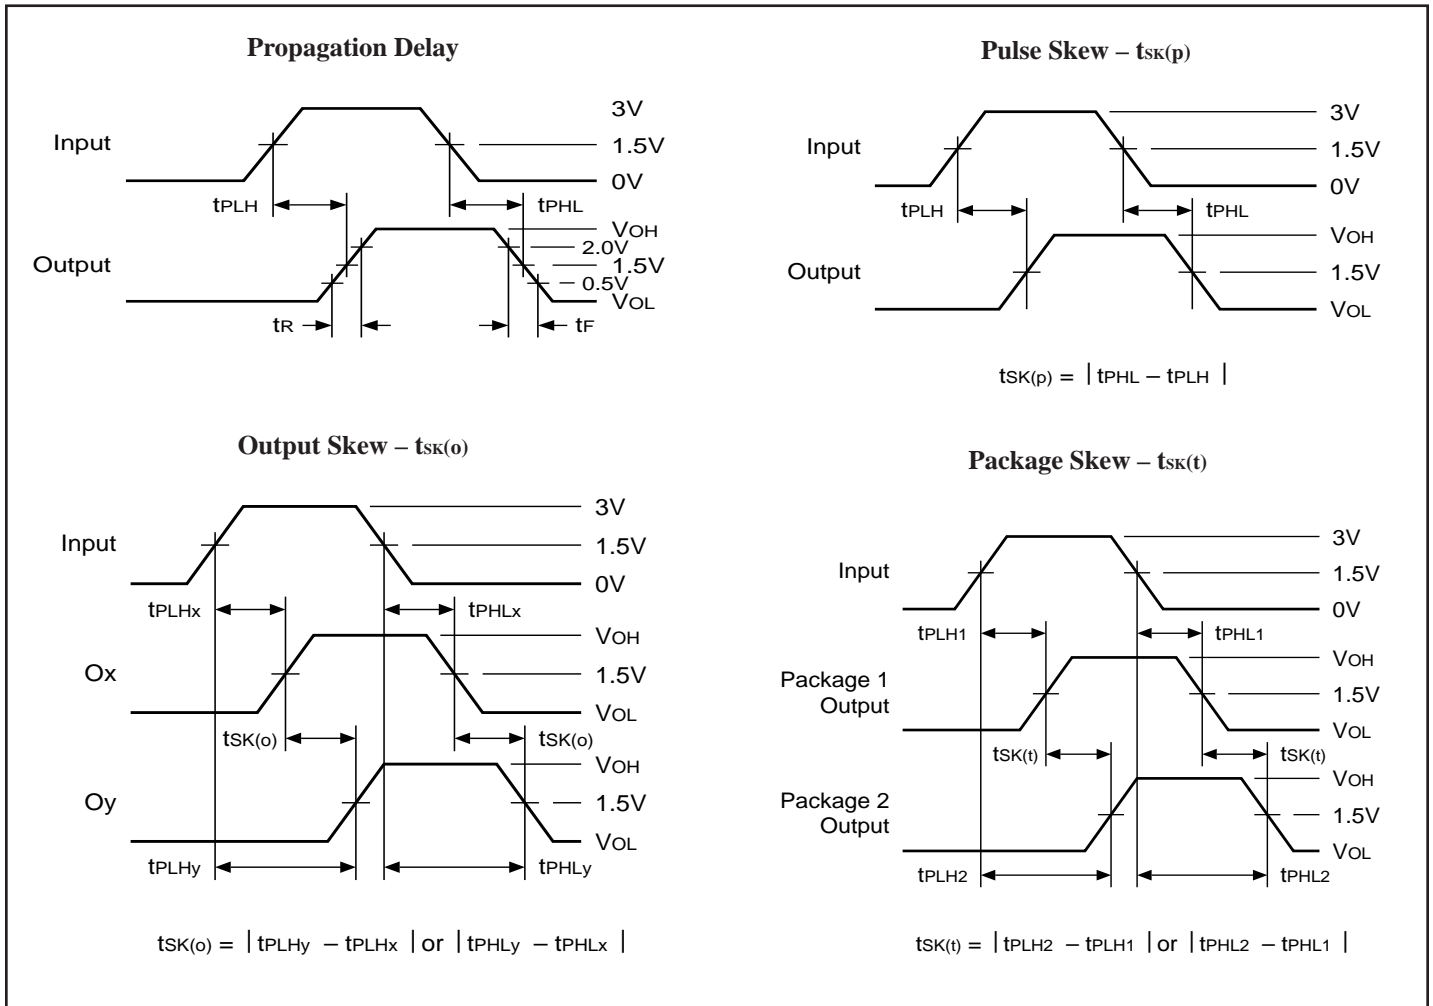 Propagation Delay
Input
3V
1.5V
0V
tPLH
tPHL
Output
VOH
2.0V
1.5V
0.5V
VOL
tR
tF
Pulse Skew – tSK(p)
Input
3V
1.5V
0V
tPLH
tPHL
Output
VOH
1.5V
VOL
tSK(p) = | tPHL – tPLH |
Output Skew – tSK(o)
Input
3V
1.5V
0V
tPLHx
tPHLx
Ox
VOH
1.5V
VOL
tSK(o)
tSK(o)
Oy
VOH
1.5V
VOL
tPLHy
tPHLy
tSK(o) = | tPLHy – tPLHx | or | tPHLy – tPHLx |
Package Skew – tSK(t)
Input
3V
1.5V
0V
tPLH1
tPHL1
Package 1
Output
VOH
1.5V
VOL
tSK(t)
tSK(t)
Package 2
Output
VOH
1.5V
VOL
tPLH2
tPHL2
tSK(t) = | tPLH2 – tPLH1 | or | tPHL2 – tPHL1 |